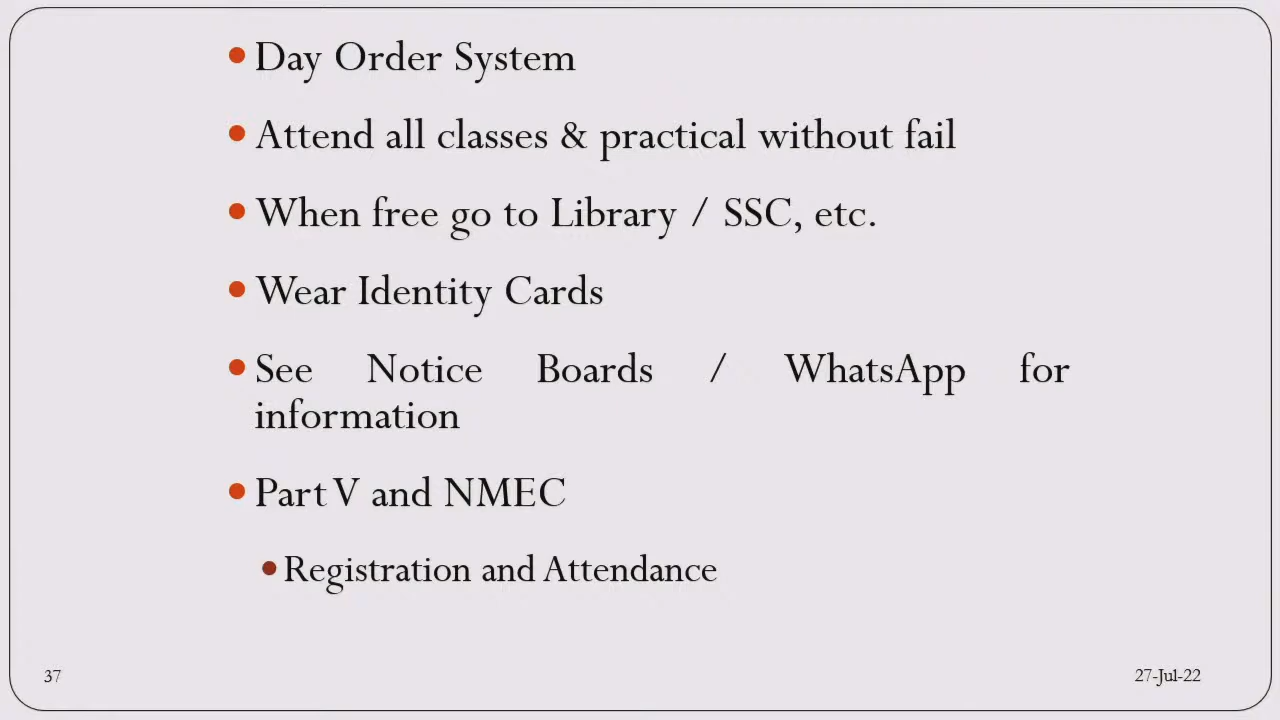 • Day Order System
• Attend all classes & practical without fail
• When free go to Library / SSC, etc.
• Wear Identity Cards
• See Notice Boards / WhatsApp for
information
• Part V and NMEC
• Registration and Attendance
37
27-Jul-22